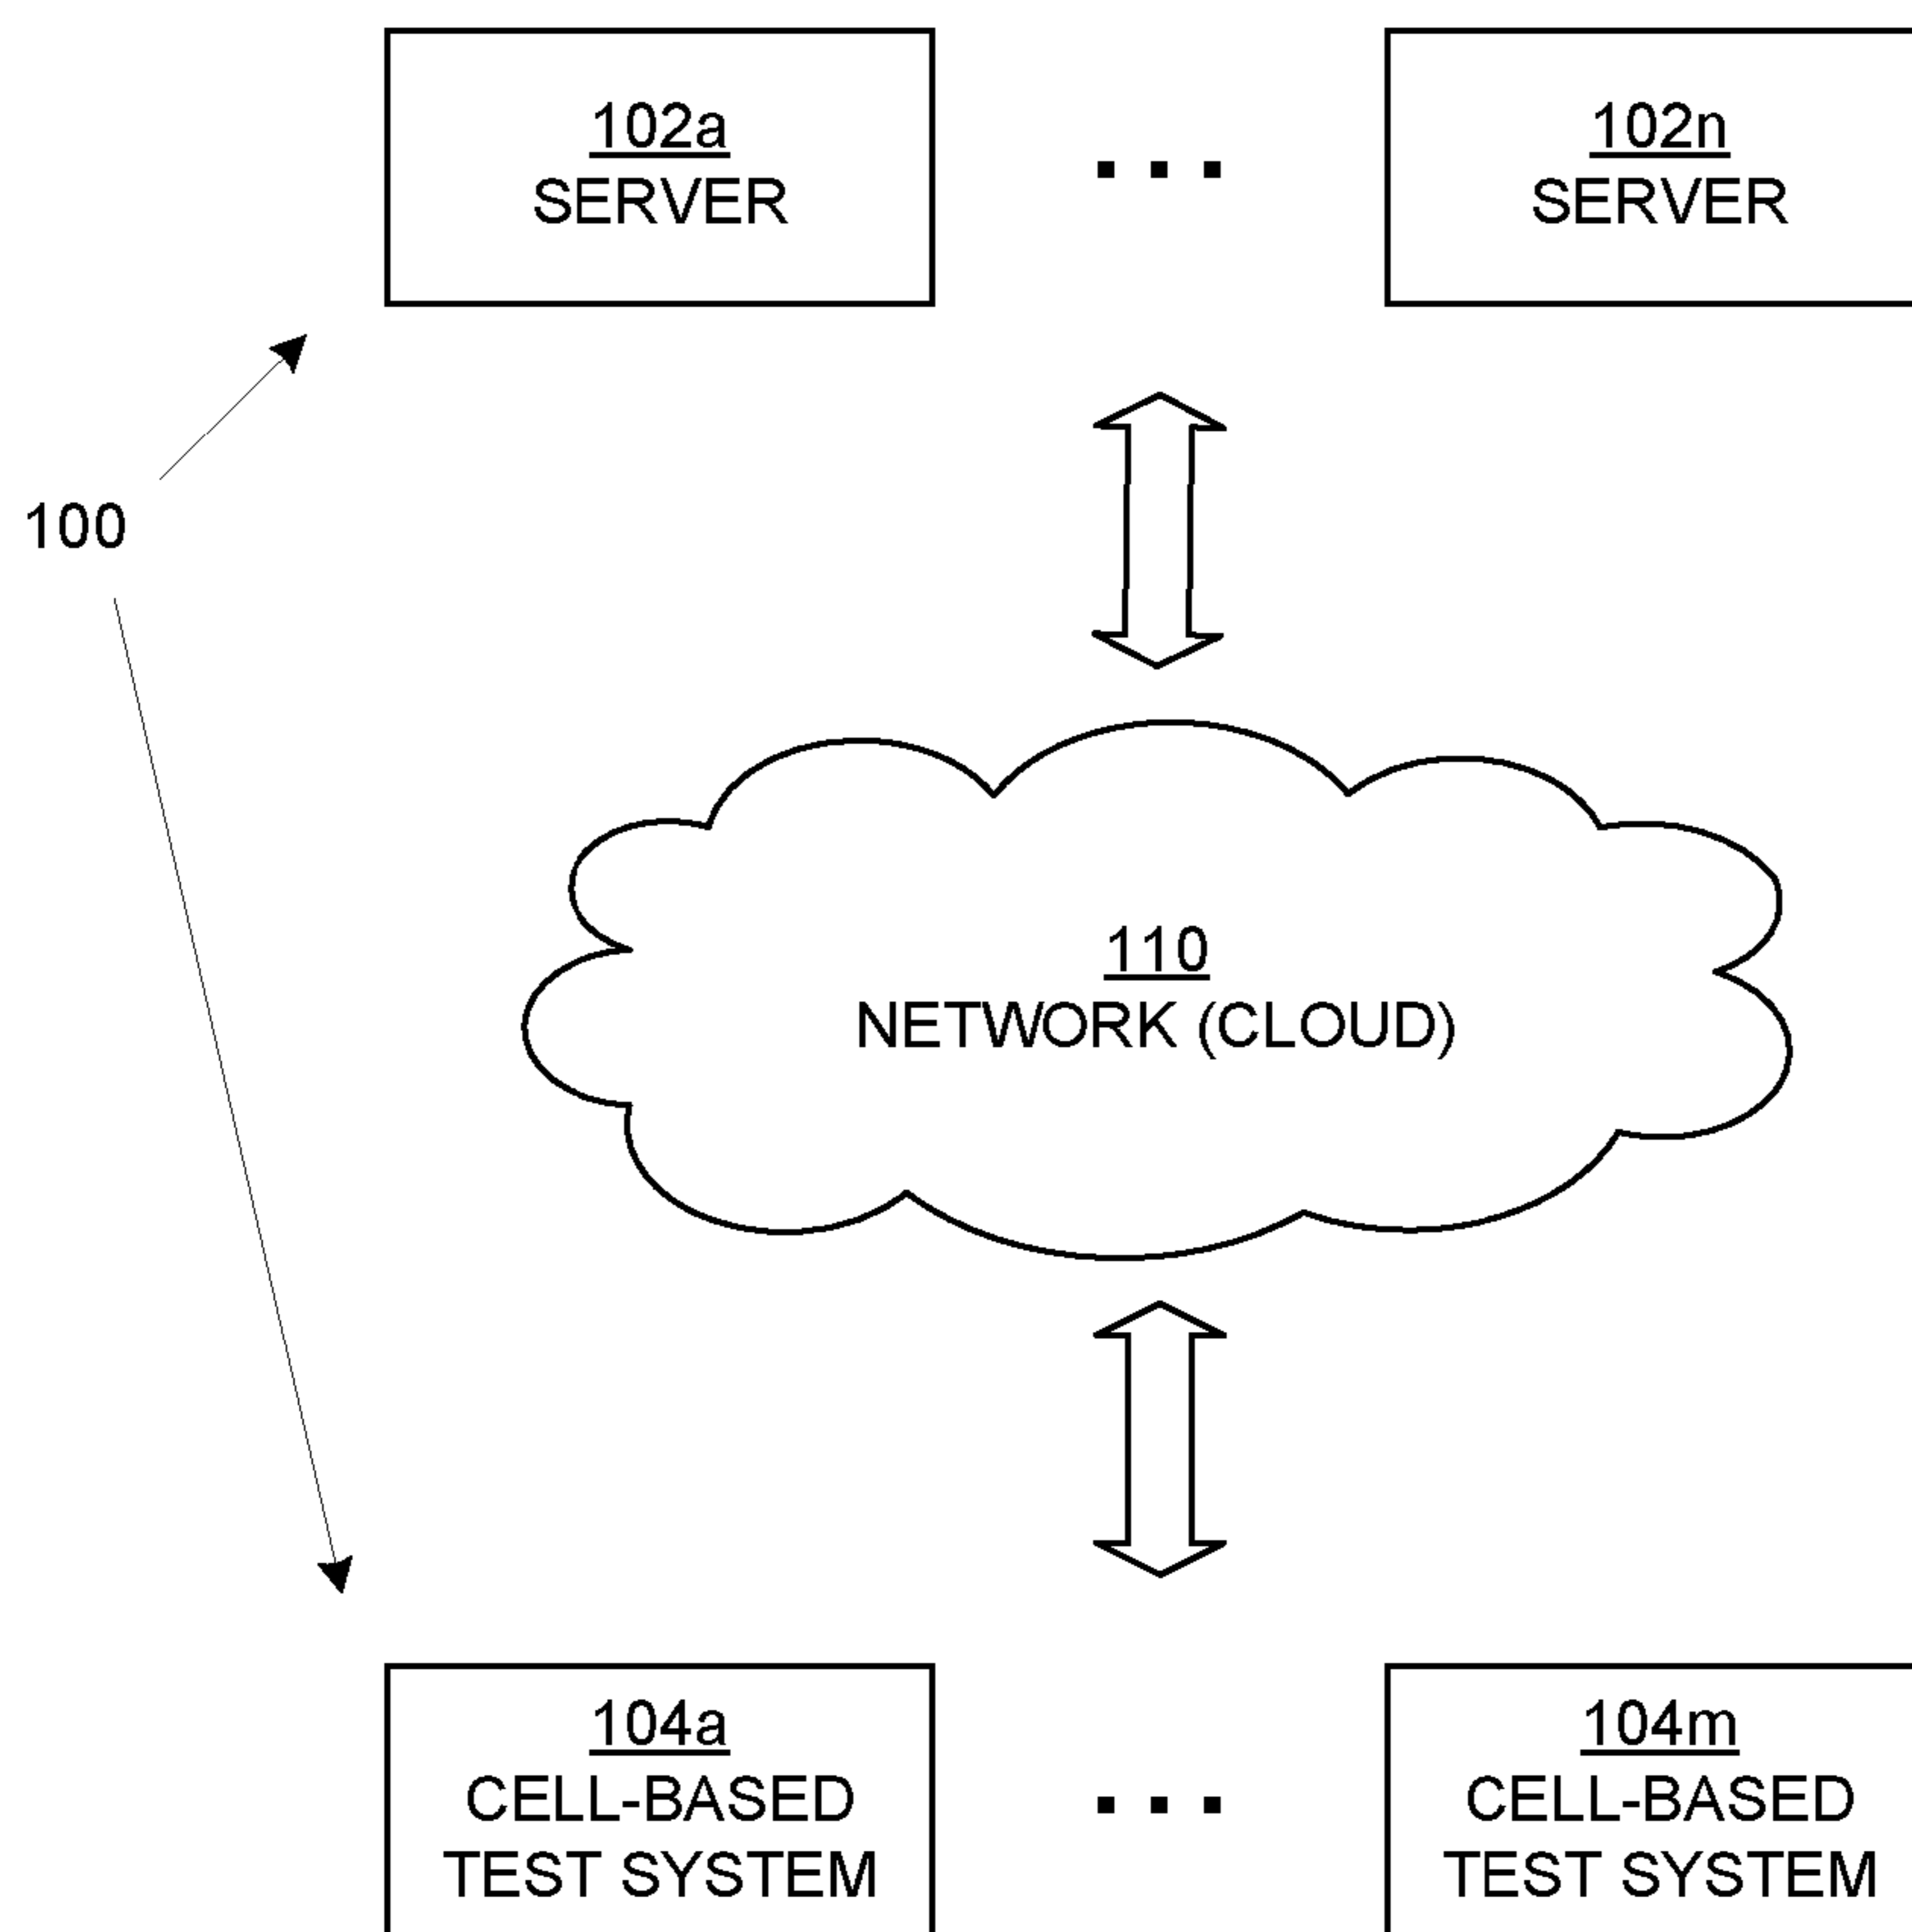 102a
SERVER
102n
SERVER
100
110
NETWORK (CLOUD)
104a
CELL-BASED
TEST SYSTEM
104m
CELL-BASED
TEST SYSTEM